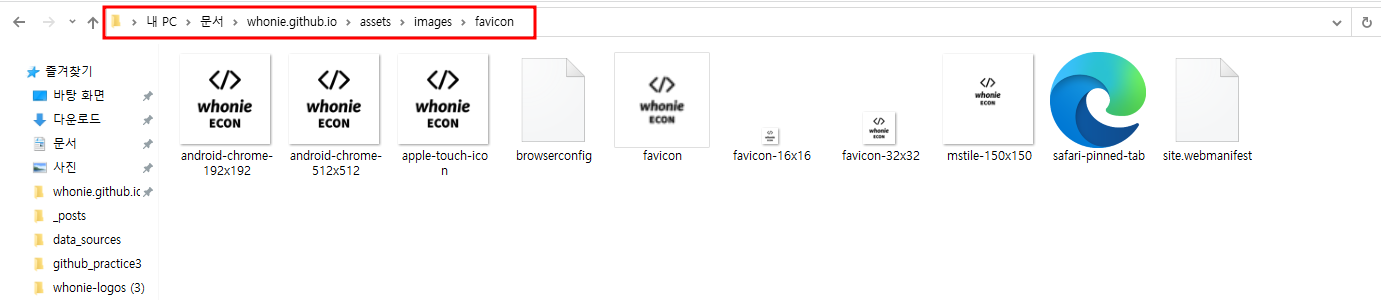 내 PC > 문서 > whonie.github.io > assets > images > favicon
즐겨찾기
바탕 화면
다운로드
문서
사진
whonie.github.io
_posts
data_sources
github_practice3
whonie-logos (3)
</> whonie ECON
</> whonie ECON
</> whonie ECON
</> whonie ECON
</> whonie ECON
</> whonie ECON
android-chrome-
192x192
android-chrome-
512x512
apple-touch-ico
n
browserconfig
favicon
favicon-16x16
favicon-32x32
mstile-150x150
safari-pinned-tab
site.webmanifest